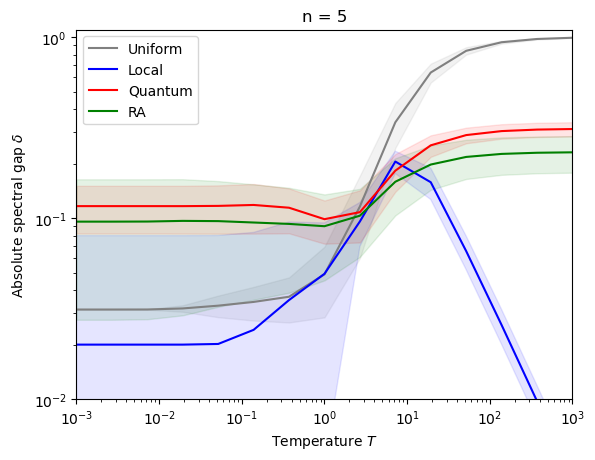 n = 5
Absolute spectral gap δ
10⁰
10⁻¹
10⁻²
Uniform
Local
Quantum
RA
10⁻³ 10⁻² 10⁻¹ 10⁰ 10¹ 10² 10³
Temperature T